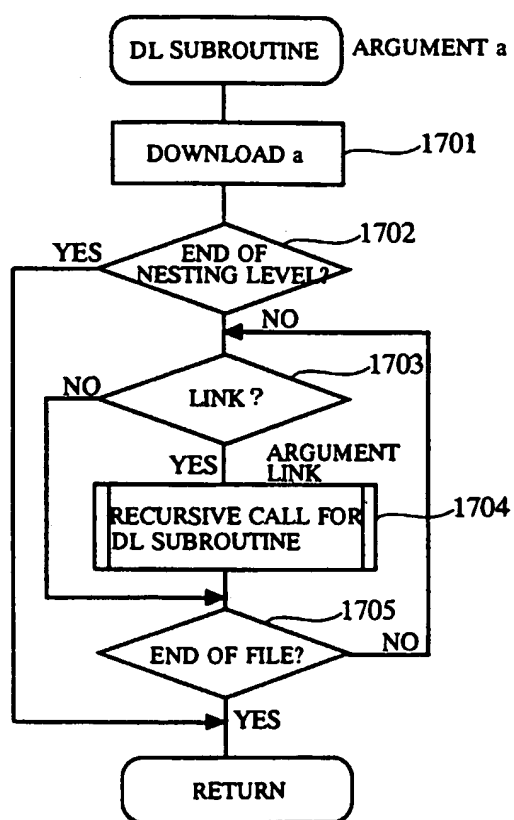 DL SUBROUTINE
ARGUMENT a
DOWNLOAD a
1701
1702
YES
END OF
NESTING LEVEL?
NO
1703
NO
LINK?
YES
ARGUMENT
LINK
RECURSIVE CALL FOR
DL SUBROUTINE
1704
1705
END OF FILE?
NO
YES
RETURN